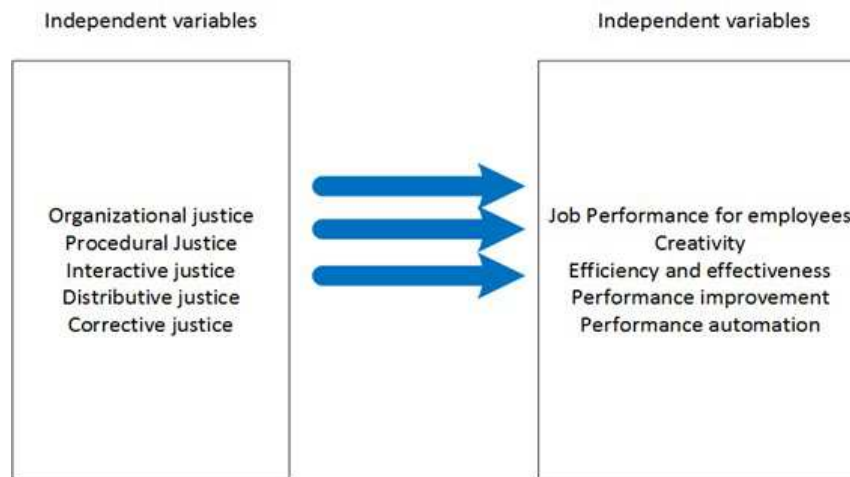 Independent variables
Independent variables
Organizational justice
Procedural Justice
Interactive justice
Distributive justice
Corrective justice
Job Performance for employees
Creativity
Efficiency and effectiveness
Performance improvement
Performance automation